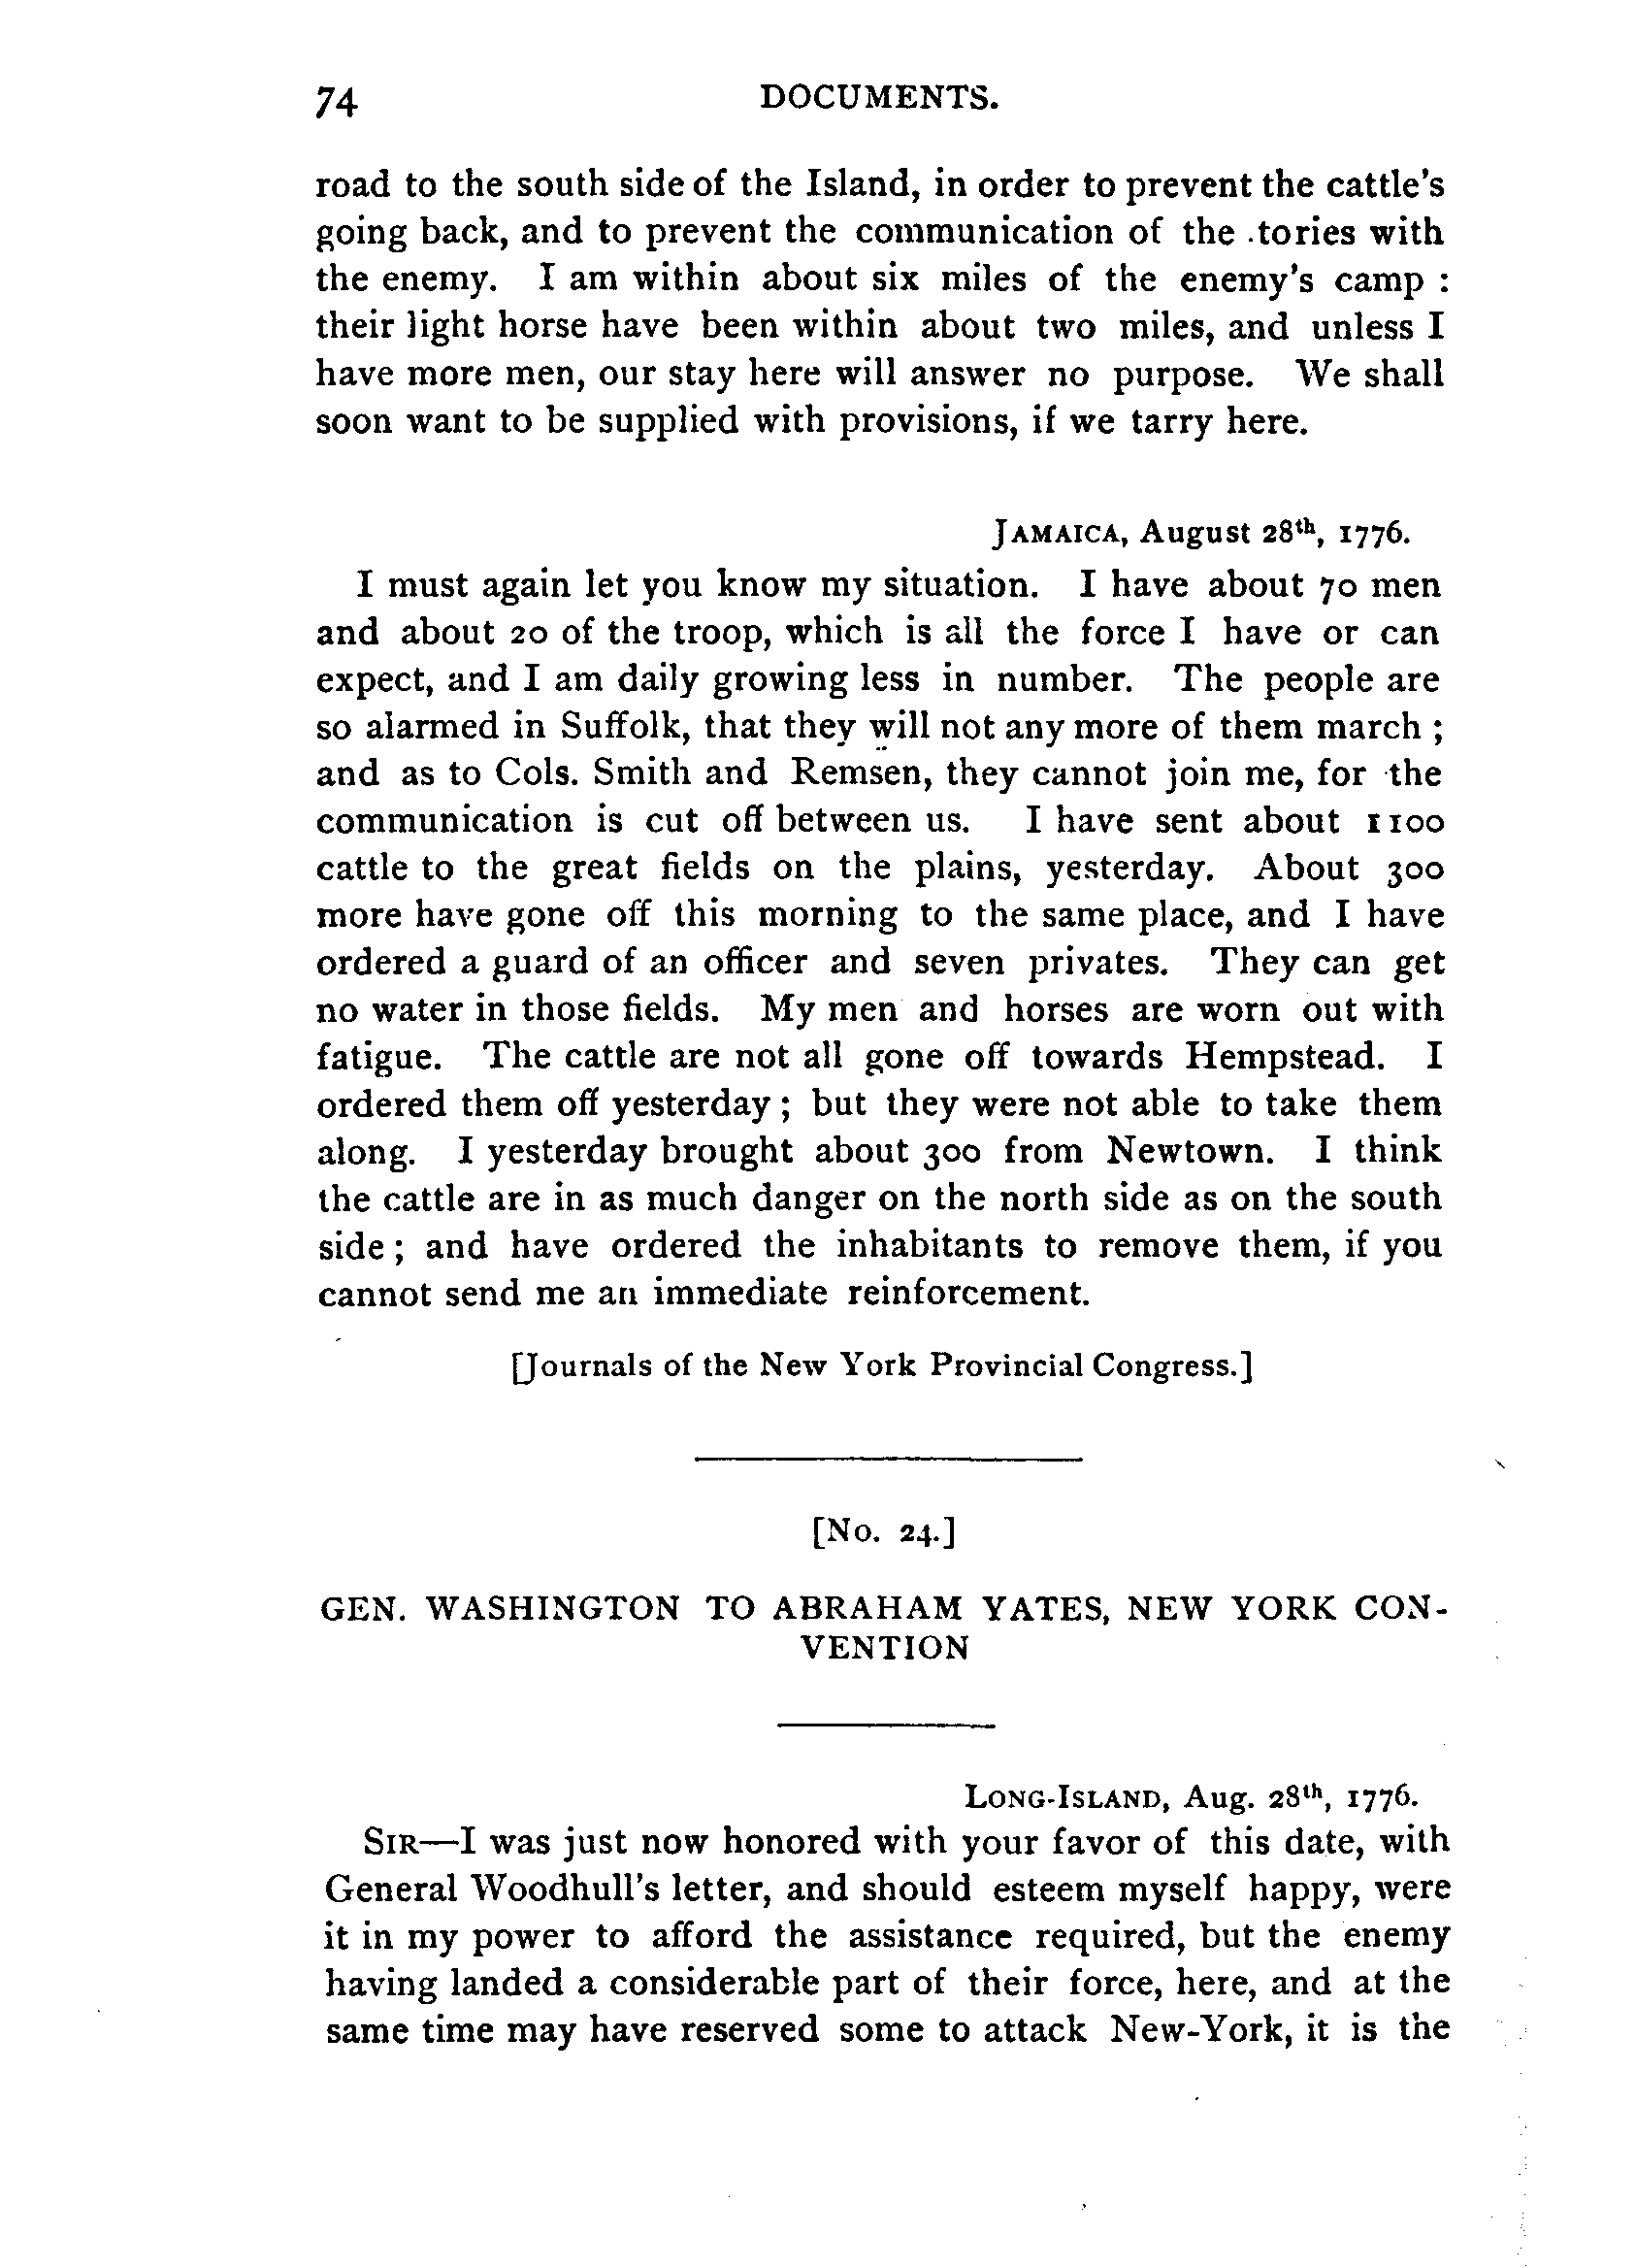 74
DOCUMENTS.
road to the south side of the Island, in order to prevent the cattle's
going back, and to prevent the communication of the tories with
the enemy. I am within about six miles of the enemy's camp :
their light horse have been within about two miles, and unless I
have more men, our stay here will answer no purpose. We shall
soon want to be supplied with provisions, if we tarry here.
JAMAICA, August 28th, 1776.
I must again let you know my situation. I have about 70 men
and about 20 of the troop, which is all the force I have or can
expect, and I am daily growing less in number. The people are
so alarmed in Suffolk, that they will not any more of them march ;
and as to Cols. Smith and Remsen, they cannot join me, for the
communication is cut off between us. I have sent about 1100
cattle to the great fields on the plains, yesterday. About 300
more have gone off this morning to the same place, and I have
ordered a guard of an officer and seven privates. They can get
no water in those fields. My men and horses are worn out with
fatigue. The cattle are not all gone off towards Hempstead. I
ordered them off yesterday ; but they were not able to take them
along. I yesterday brought about 300 from Newtown. I think
the cattle are in as much danger on the north side as on the south
side ; and have ordered the inhabitants to remove them, if you
cannot send me an immediate reinforcement.
[Journals of the New York Provincial Congress.]
[No. 24.]
GEN. WASHINGTON TO ABRAHAM YATES, NEW YORK CON-
VENTION
LONG-ISLAND, Aug. 28th, 1776.
SIR—I was just now honored with your favor of this date, with
General Woodhull's letter, and should esteem myself happy, were
it in my power to afford the assistance required, but the enemy
having landed a considerable part of their force, here, and at the
same time may have reserved some to attack New-York, it is the